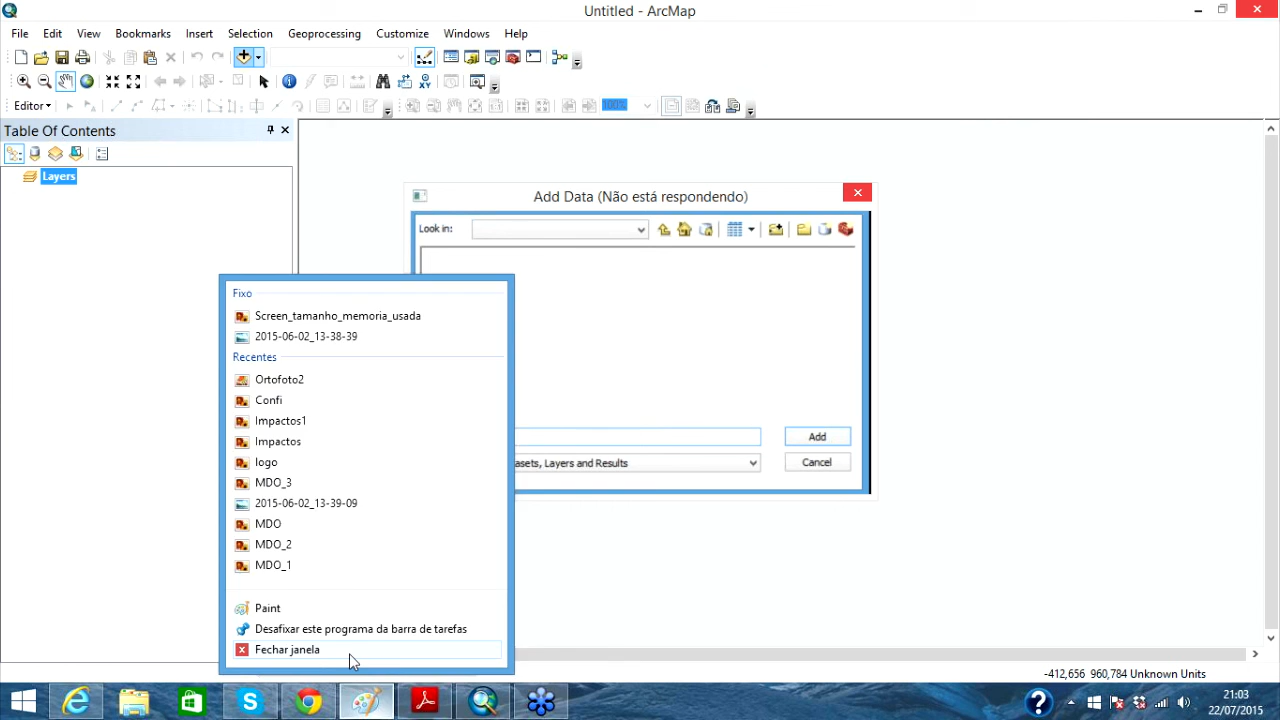 Untitled - ArcMap
File Edit View Bookmarks Insert Selection Geoprocessing Customize Windows Help
Editor
100%
Table Of Contents
Layers
Add Data (Não está respondendo)
Look in:
Add
asets, Layers and Results
Cancel
Fixo
Screen_tamanho_memoria_usada
2015-06-02_13-38-39
Recentes
Ortofoto2
Confi
Impactos1
Impactos
logo
MDO_3
2015-06-02_13-39-09
MDO
MDO_2
MDO_1
Paint
Desafixar este programa da barra de tarefas
Fechar janela
-412,656 960,784 Unknown Units
21:03
22/07/2015